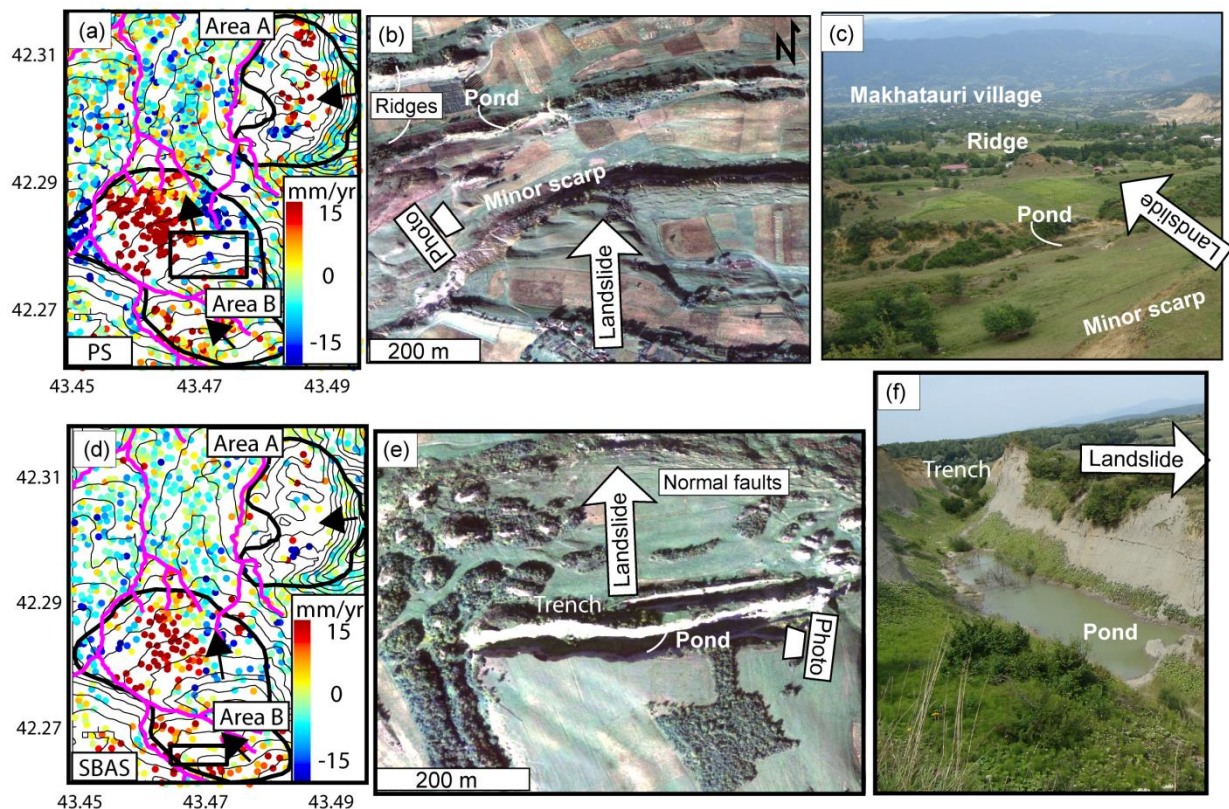 (a)
Area A
42.31
42.29
42.27
mm/yr
15
0
-15
Area B
PS
43.45
43.47
43.49
(b)
Ridges
Pond
Minor scarp
Photo
Landslide
200 m
(c)
Makhatauri village
Ridge
Pond
Landslide
Minor scarp
(d)
Area A
42.31
42.29
42.27
mm/yr
15
0
-15
Area B
SBAS
43.45
43.47
43.49
(e)
Normal faults
Landslide
Trench
Pond
Photo
200 m
(f)
Trench
Landslide
Pond